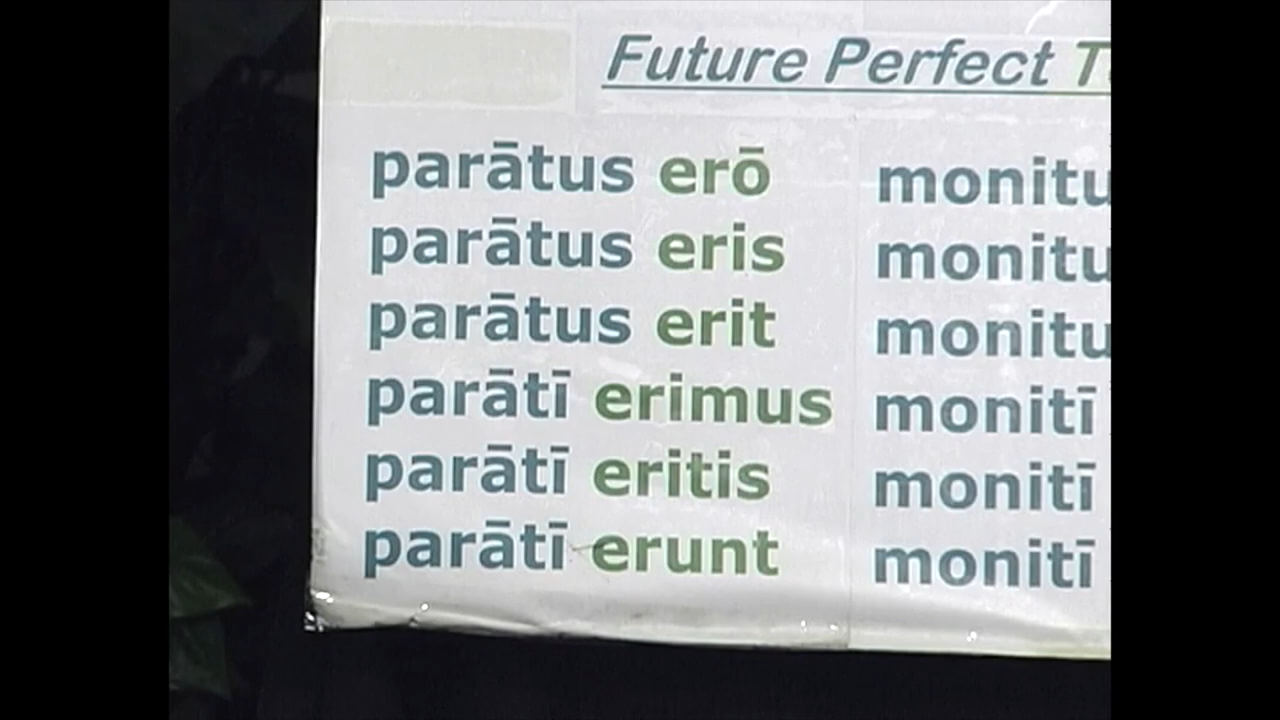 Future Perfect
parātus erō monitu
parātus eris monitu
parātus erit monitu
parātī erimus monitī
parātī eritis monitī
parātī erunt monitī